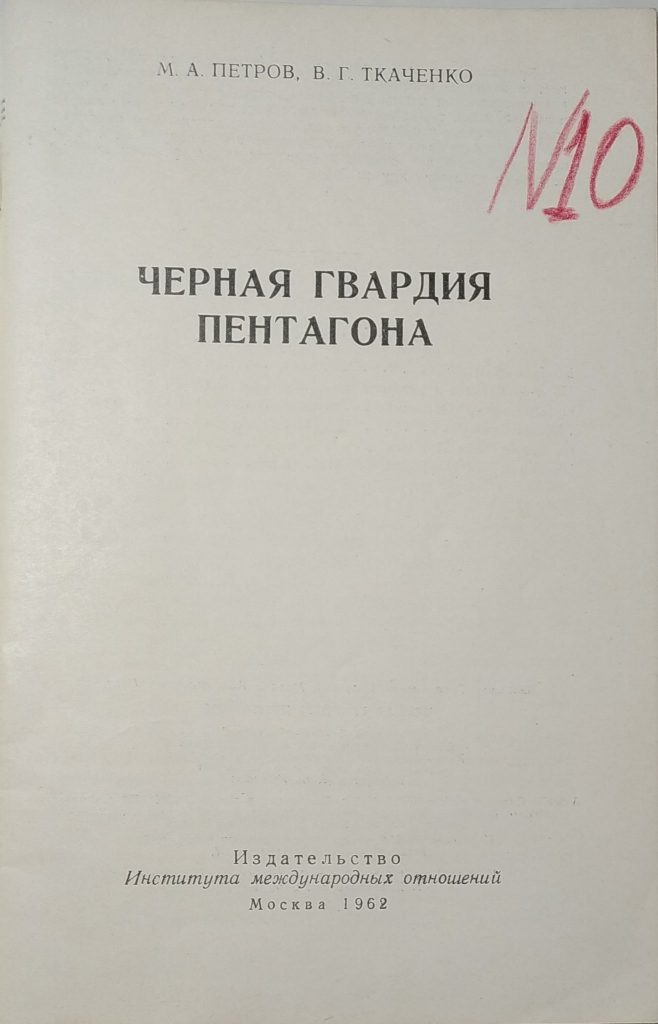 М. А. ПЕТРОВ, В. Г. ТКАЧЕНКО
№10
ЧЕРНАЯ ГВАРДИЯ
ПЕНТАГОНА
Издательство
Института международных отношений
Москва 1962